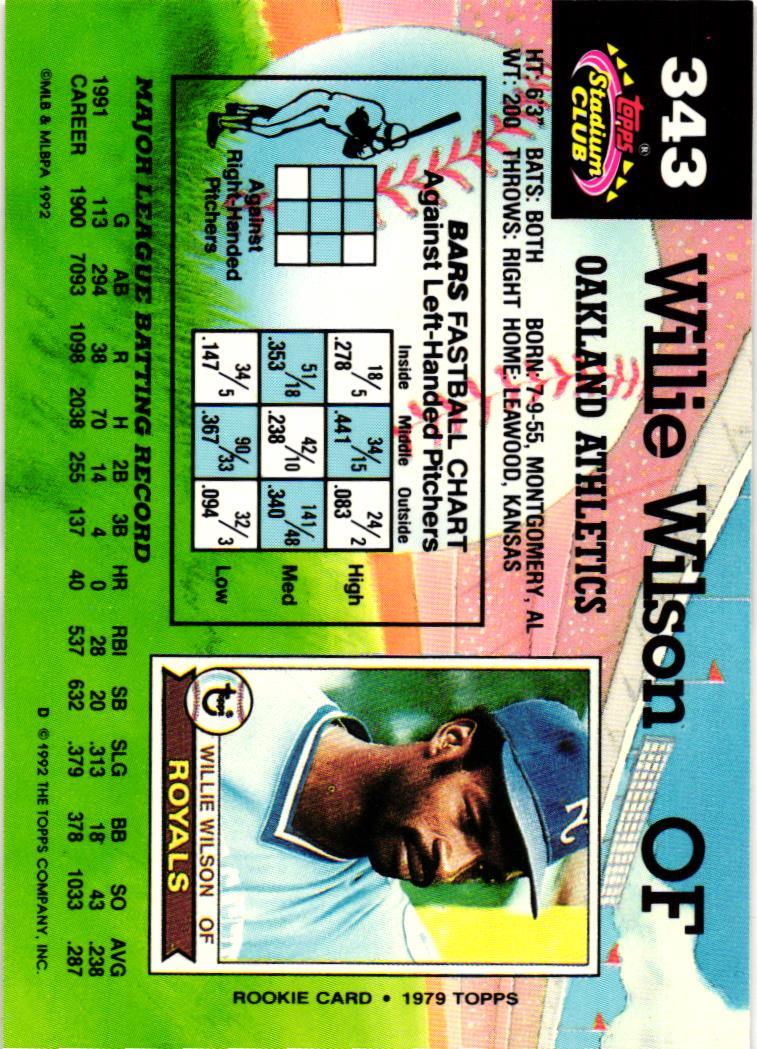 343
Willie Wilson OF
Topps®
Stadium
CLUB
OAKLAND ATHLETICS
HT: 6'3" BATS: BOTH BORN: 7-9-55, MONTGOMERY, AL
WT: 200 THROWS: RIGHT HOME: LEAWOOD, KANSAS
BARS FASTBALL CHART
Against Left-Handed Pitchers
Inside Middle Outside
18/5 34/15 24/2
.278 .441 .083 High
51/18 42/10 141/48
.353 .238 .340 Med
34/5 90/33 32/3
.147 .367 .094 Low
Against
Right-Handed
Pitchers
ROOKIE CARD • 1979 TOPPS
Topps®
WILLIE WILSON OF
ROYALS
MAJOR LEAGUE BATTING RECORD
G AB R H 2B 3B HR RBI SB SLG BB SO AVG
1991 113 294 38 70 14 4 0 28 20 .313 18 43 .238
CAREER 1900 7093 1098 2038 255 137 40 537 632 .379 378 1033 .287
©MLB & MLBPA 1992 D ©1992 THE TOPPS COMPANY, INC.